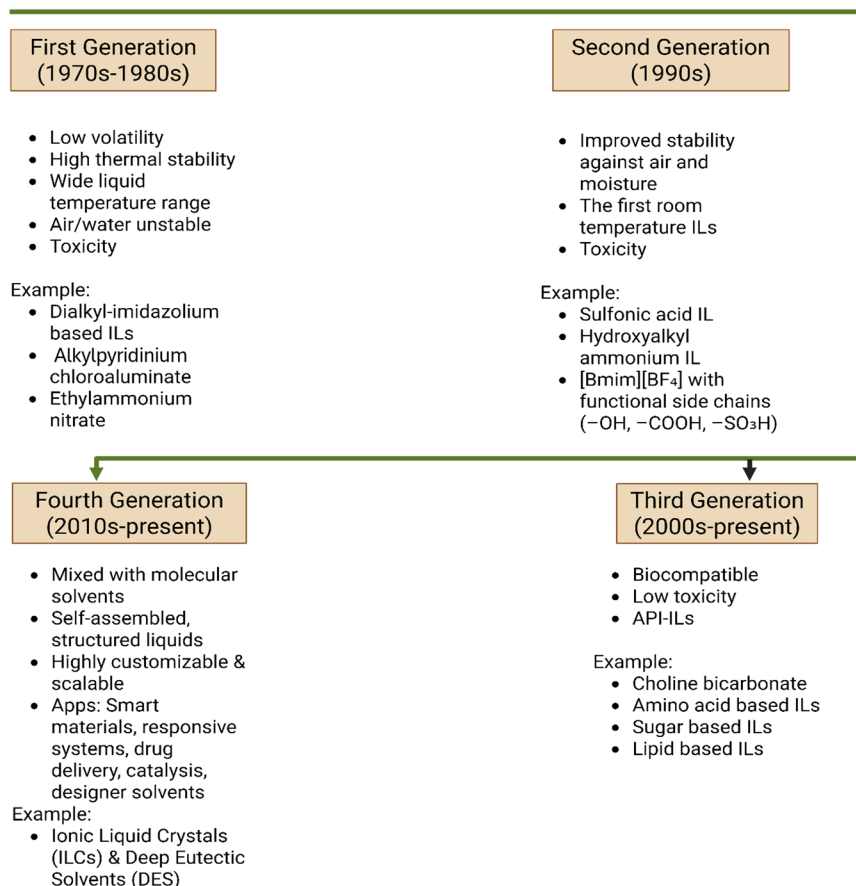 First Generation
(1970s-1980s)
• Low volatility
• High thermal stability
• Wide liquid
temperature range
• Air/water unstable
• Toxicity
Example:
• Dialkyl-imidazolium
based ILs
• Alkylpyridinium
chloroaluminate
• Ethylammonium
nitrate
Second Generation
(1990s)
• Improved stability
against air and
moisture
• The first room
temperature ILs
• Toxicity
Example:
• Sulfonic acid IL
• Hydroxyalkyl
ammonium IL
• [Bmim][BF₄] with
functional side chains
(−OH, −COOH, −SO₃H)
Fourth Generation
(2010s-present)
• Mixed with molecular
solvents
• Self-assembled,
structured liquids
• Highly customizable &
scalable
• Apps: Smart
materials, responsive
systems, drug
delivery, catalysis,
designer solvents
Example:
• Ionic Liquid Crystals
(ILCs) & Deep Eutectic
Solvents (DES)
Third Generation
(2000s-present)
• Biocompatible
• Low toxicity
• API-ILs
Example:
• Choline bicarbonate
• Amino acid based ILs
• Sugar based ILs
• Lipid based ILs